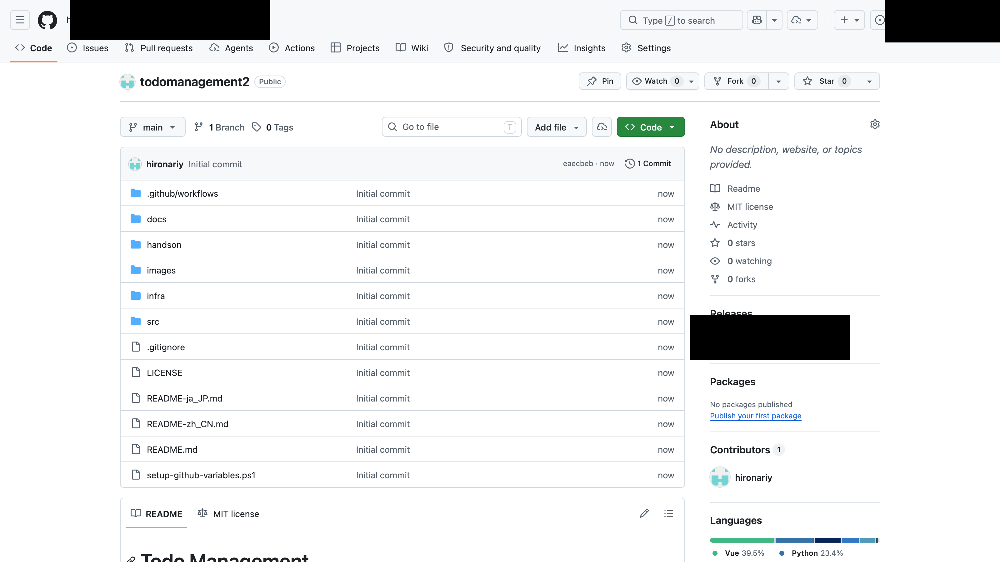 Type / to search
Code Issues Pull requests Agents Actions Projects Wiki Security and quality Insights Settings
todomanagement2 Public
Pin Watch 0 Fork 0 Star 0
main 1 Branch 0 Tags Go to file T Add file Code
hironariy Initial commit eaecbeb · now 1 Commit
.github/workflows Initial commit now
docs Initial commit now
handson Initial commit now
images Initial commit now
infra Initial commit now
src Initial commit now
.gitignore Initial commit now
LICENSE Initial commit now
README-ja_JP.md Initial commit now
README-zh_CN.md Initial commit now
README.md Initial commit now
setup-github-variables.ps1 Initial commit now
README MIT license
Todo Management
About
No description, website, or topics
provided.
Readme
MIT license
Activity
0 stars
0 watching
0 forks
Releases
Packages
No packages published
Publish your first package
Contributors 1
hironariy
Languages
Vue 39.5% Python 23.4%